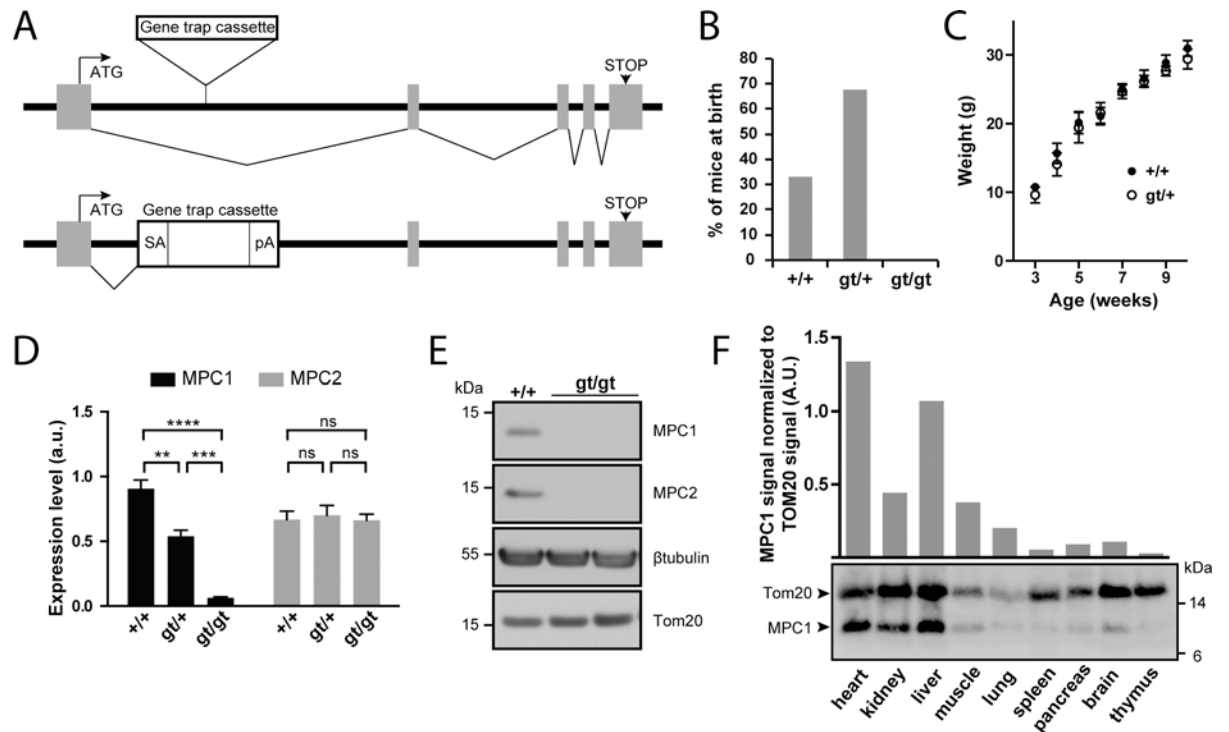 A
Gene trap cassette
ATG
STOP
ATG
Gene trap cassette
STOP
SA
pA
B
% of mice at birth
80
70
60
50
40
30
20
10
0
+/+ gt/+ gt/gt
C
Weight (g)
30
20
10
0
+/+
gt/+
3 5 7 9
Age (weeks)
D
MPC1 MPC2
Expression level (a.u.)
1.5
1.0
0.5
0.0
****
** ***
ns
ns ns
+/+ gt/+ gt/gt +/+ gt/+ gt/gt
E
kDa +/+ gt/gt
15
MPC1
15 MPC2
55 βtubulin
15 Tom20
F
MPC1 signal normalized to
TOM20 signal (A.U.)
1.5
1.0
0.5
kDa
Tom20
14
MPC1
6
heart kidney liver muscle lung spleen pancreas brain thymus